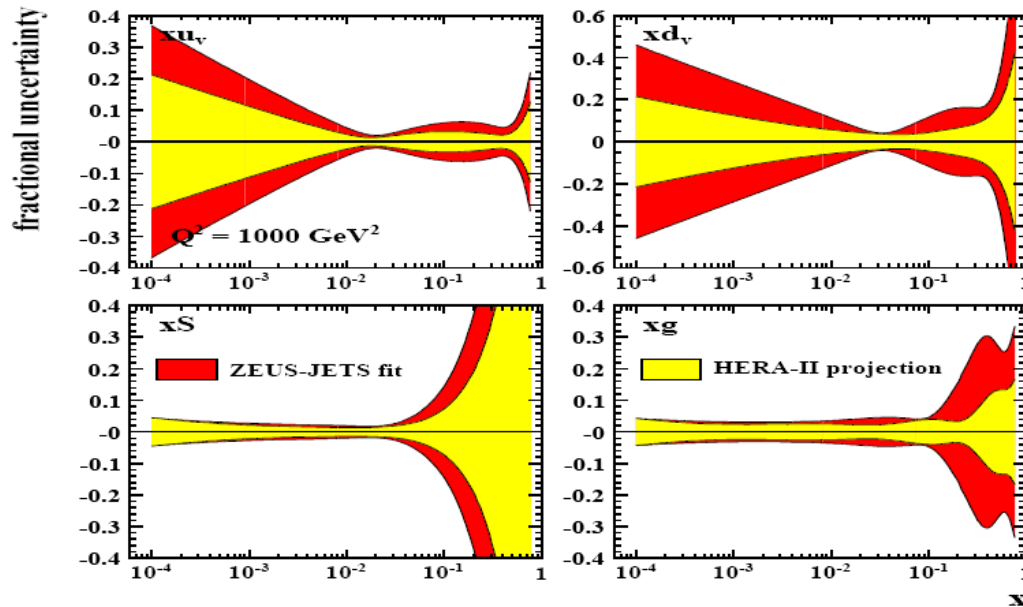 fractional uncertainty
0.4
0.3
0.2
0.1
-0
-0.1
-0.2
-0.3
-0.4
xu_v
Q² = 1000 GeV²
10⁻⁴ 10⁻³ 10⁻² 10⁻¹ 1
0.6
0.4
0.2
0
-0.2
-0.4
-0.6
xd_v
10⁻⁴ 10⁻³ 10⁻² 10⁻¹ 1
0.4
0.3
0.2
0.1
-0
-0.1
-0.2
-0.3
-0.4
xS
ZEUS-JETS fit
10⁻⁴ 10⁻³ 10⁻² 10⁻¹ 1
0.4
0.3
0.2
0.1
-0
-0.1
-0.2
-0.3
-0.4
xg
HERA-II projection
10⁻⁴ 10⁻³ 10⁻² 10⁻¹ 1
x